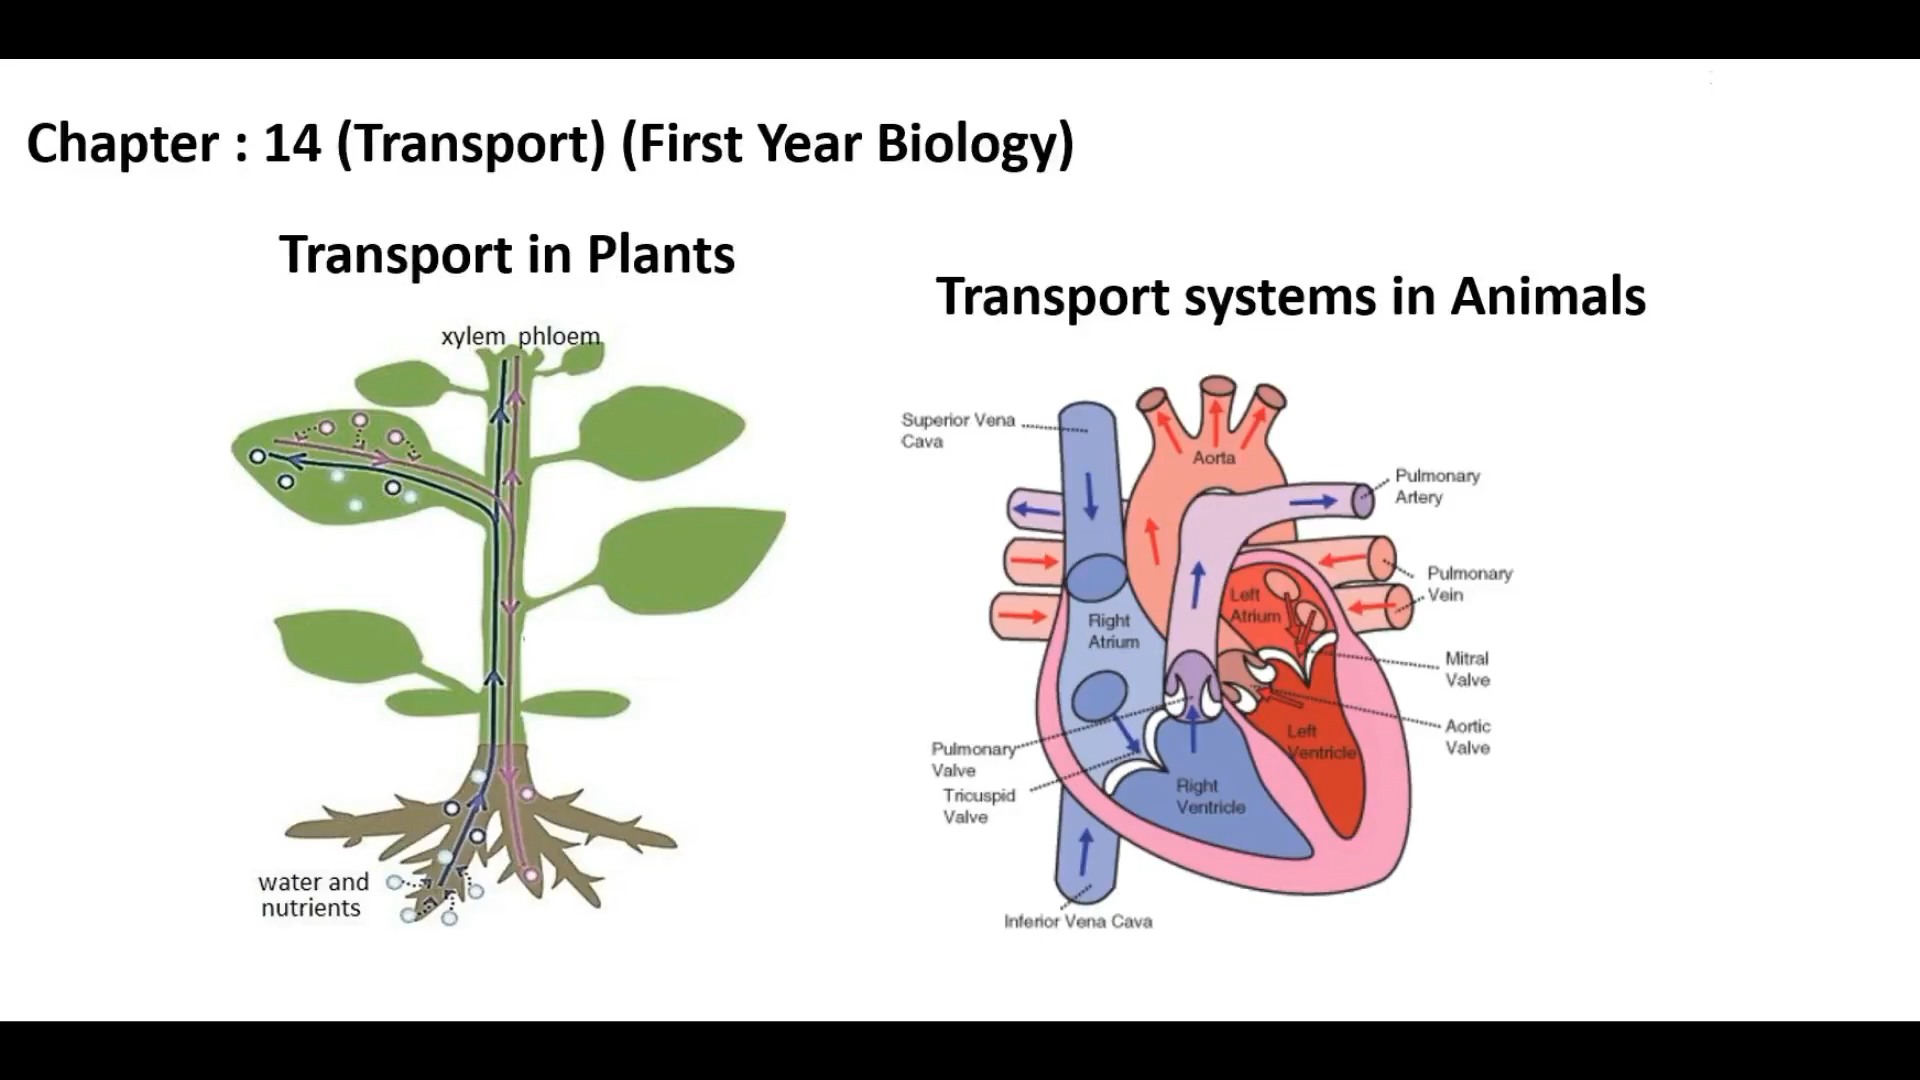 Chapter : 14 (Transport) (First Year Biology)
Transport in Plants
xylem phloem
water and
nutrients
Transport systems in Animals
Superior Vena
Cava
Aorta
Pulmonary
Artery
Pulmonary
Vein
Left
Atrium
Right
Atrium
Mitral
Valve
Aortic
Valve
Left
Ventricle
Pulmonary
Valve
Tricuspid
Valve
Right
Ventricle
Inferior Vena Cava